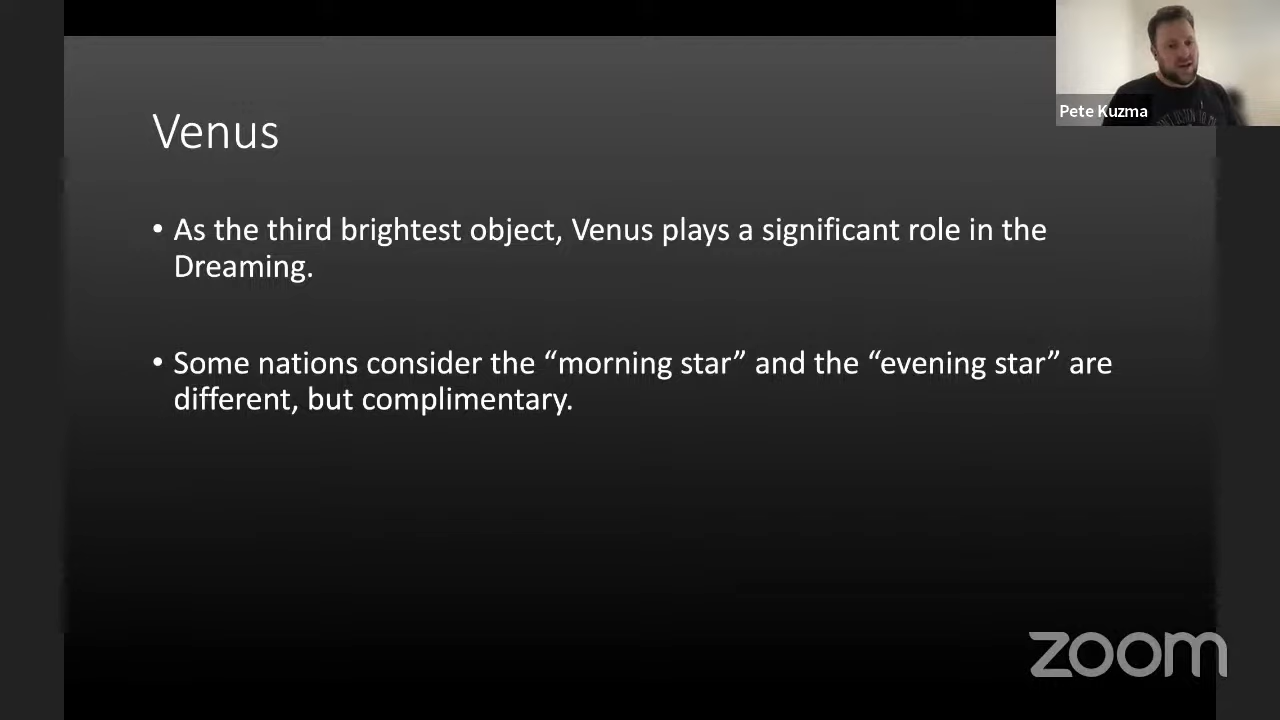 Pete Kuzma
Venus
• As the third brightest object, Venus plays a significant role in the
Dreaming.
• Some nations consider the “morning star” and the “evening star” are
different, but complimentary.
zoom